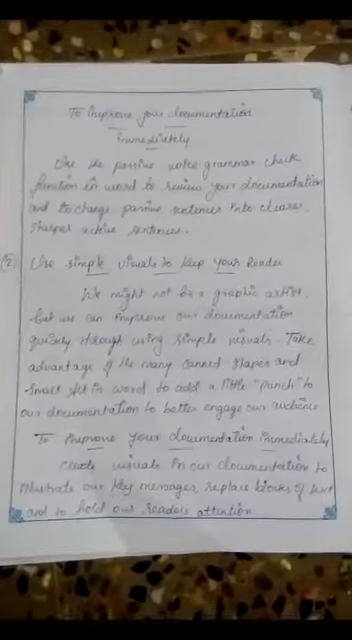 To improve your documentation
immediately
Use the passive voice grammar check
function in word to review your documentation
and to change passive sentences into clearer,
sharper active sentences.
② Use simple visuals to keep your Reader
We might not be a graphic artist,
but we can improve our documentation
quickly through using simple visuals. Take
advantage of the many canned shapes and
smart Art in word to add a little "punch" to
our documentation to better engage our audience
To improve your documentation immediately
Create visuals in our documentation to
illustrate our key messages, replace blocks of text
and to hold our readers attention